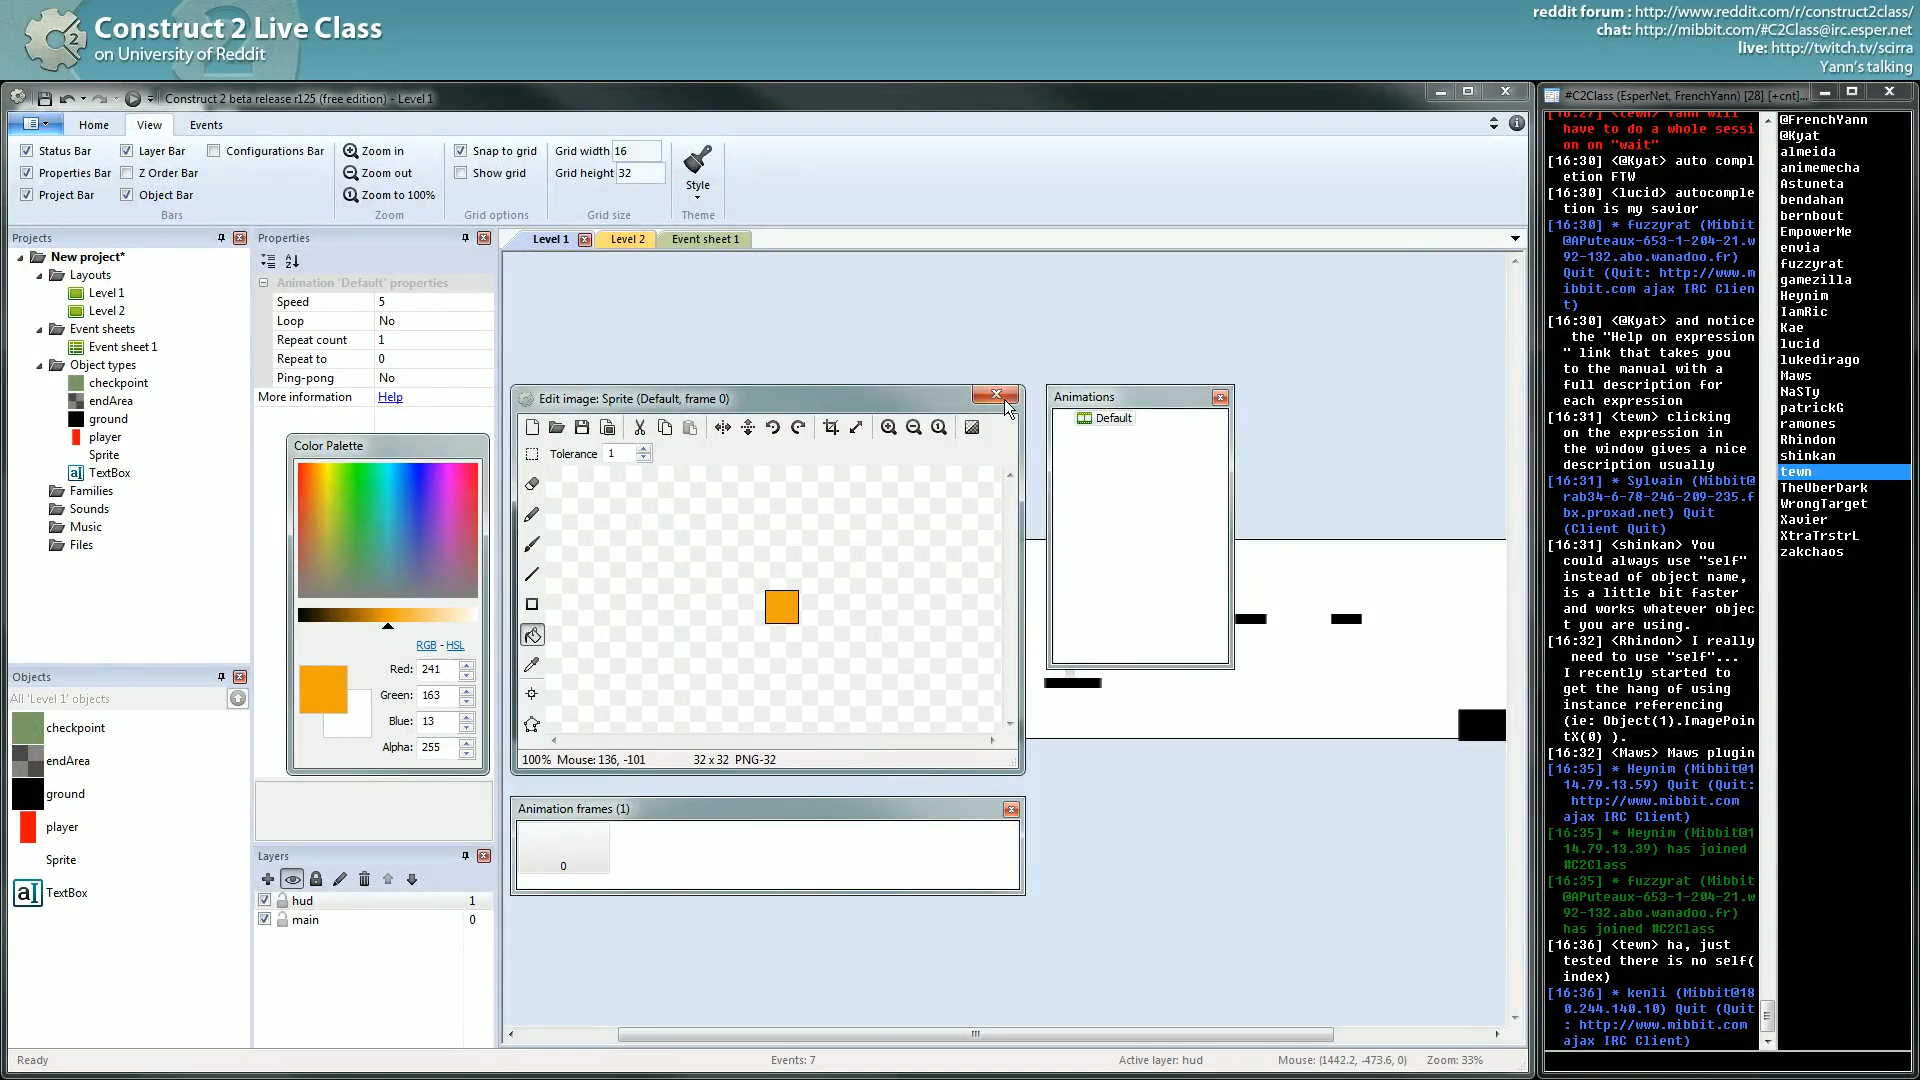 Construct 2 Live Class
on University of Reddit
reddit forum : http://www.reddit.com/r/construct2class/
chat: http://mibbit.com/#C2Class@irc.esper.net
live: http://twitch.tv/scirra
Yann's talking
Construct 2 beta release r125 (free edition) - Level 1
Home
View
Events
Status Bar
Layer Bar
Configurations Bar
Properties Bar
Z Order Bar
Project Bar
Object Bar
Bars
Zoom in
Zoom out
Zoom to 100%
Zoom
Snap to grid
Show grid
Grid options
Grid width 16
Grid height 32
Grid size
Style
Theme
Projects
New project*
Layouts
Level 1
Level 2
Event sheets
Event sheet 1
Object types
checkpoint
endArea
ground
player
Sprite
TextBox
Families
Sounds
Music
Files
Properties
Animation 'Default' properties
Speed 5
Loop No
Repeat count 1
Repeat to 0
Ping-pong No
More information Help
Color Palette
RGB - HSL
Red: 241
Green: 163
Blue: 13
Alpha: 255
Level 1
Level 2
Event sheet 1
Edit image: Sprite (Default, frame 0)
Tolerance 1
100% Mouse: 136, -101 32 x 32 PNG-32
Animations
Default
Animation frames (1)
0
Objects
All 'Level 1' objects
checkpoint
endArea
ground
player
Sprite
TextBox
Layers
hud 1
main 0
Ready
Events: 7
Active layer: hud
Mouse: (1442.2, -473.6, 0)
Zoom: 33%
#C2Class (EsperNet, FrenchYann) [28] [+cnt]...
[16:27] <tewn> Yann will
have to do a whole sessi
on on "wait"
[16:30] <@Kyat> auto compl
etion FTW
[16:30] <lucid> autocomple
tion is my savior
[16:30] * fuzzyrat (Mibbit
@APuteaux-653-1-204-21.w
92-132.abo.wanadoo.fr)
Quit (Quit: http://www.m
ibbit.com ajax IRC Clien
t)
[16:30] <@Kyat> and notice
the "Help on expression
" link that takes you
to the manual with a
full description for
each expression
[16:31] <tewn> clicking
on the expression in
the window gives a nice
description usually
[16:31] * Sylvain (Mibbit@
rab34-6-78-246-209-235.f
bx.proxad.net) Quit
(Client Quit)
[16:31] <shinkan> You
could always use "self"
instead of object name,
is a little bit faster
and works whatever objec
t you are using.
[16:32] <Rhindon> I really
need to use "self"...
I recently started to
get the hang of using
instance referencing
(ie: Object(1).ImagePoin
tX(0) ).
[16:32] <Maws> Maws plugin
[16:35] * Heynim (Mibbit@1
14.79.13.59) Quit (Quit:
http://www.mibbit.com
ajax IRC Client)
[16:35] * Heynim (Mibbit@1
14.79.13.39) has joined
#C2Class
[16:35] * fuzzyrat (Mibbit
@APuteaux-653-1-204-21.w
92-132.abo.wanadoo.fr)
has joined #C2Class
[16:36] <tewn> ha, just
tested there is no self(
index)
[16:36] * kenli (Mibbit@18
0.244.140.10) Quit (Quit
: http://www.mibbit.com
ajax IRC Client)
@FrenchYann
@Kyat
almeida
animemecha
Astuneta
bendahan
bernbout
EmpowerMe
envia
fuzzyrat
gamezilla
Heynim
IamRic
Kae
lucid
lukedirago
Maws
NaSTy
patrickG
ramones
Rhindon
shinkan
tewn
TheUberDark
WrongTarget
Xavier
XtraTrstrL
zakchaos